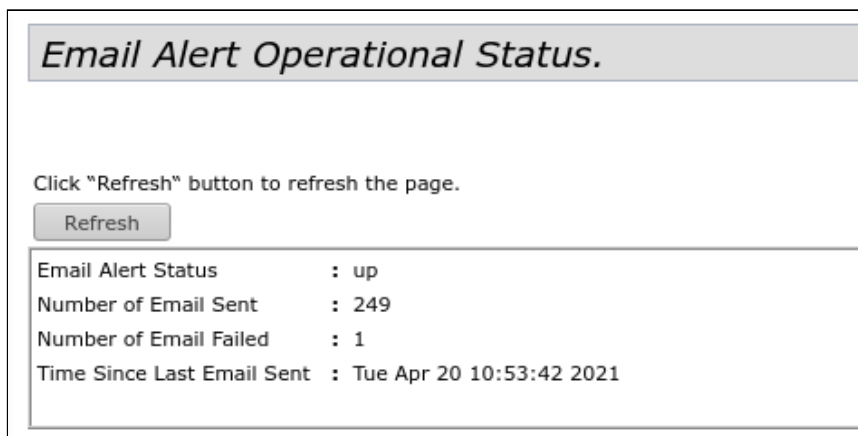 Email Alert Operational Status.
Click “Refresh“ button to refresh the page.
Refresh
Email Alert Status : up
Number of Email Sent : 249
Number of Email Failed : 1
Time Since Last Email Sent : Tue Apr 20 10:53:42 2021